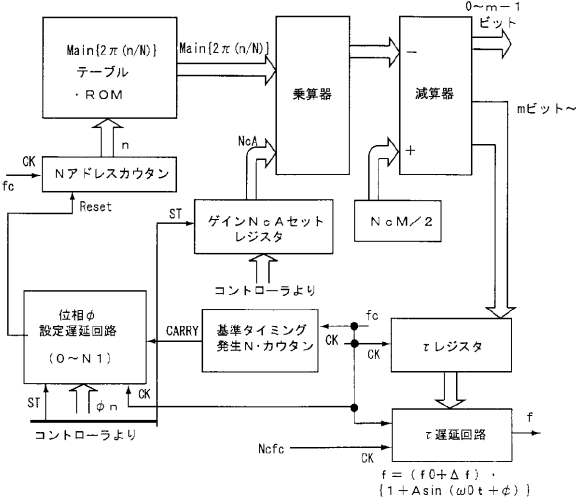 0～m－1
ビット
Main{2π(n/N)}
テーブル
・ROM
Main{2π(n/N)}
乗算器
－
減算器
＋
mビット～
n
CK
fc
Nアドレスカウタン
NcA
Reset
ST
ゲインNcAセット
レジスタ
NcM／2
コントローラより
位相φ
設定遅延回路
(0～N1)
CARRY
基準タイミング
発生N・カウタン
fc
CK
CK
τレジスタ
ST
φn
CK
コントローラより
Ncfc
CK
τ遅延回路
f
f＝(f0＋Δf)・
{1＋Asin(ω0t＋φ)}